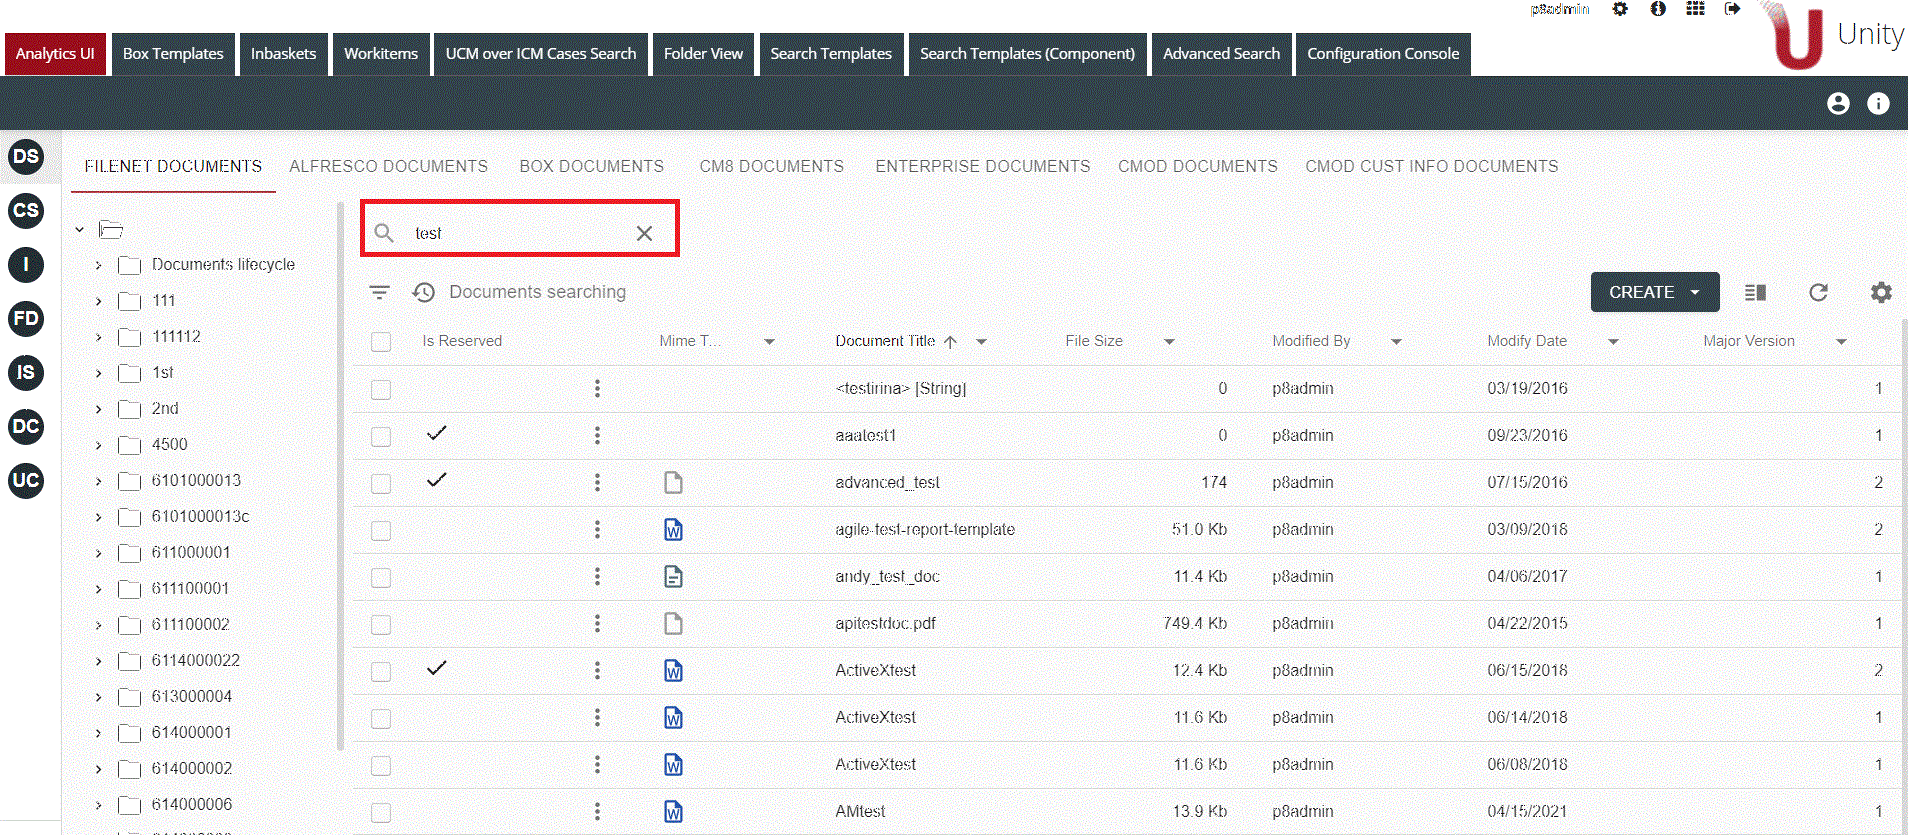 p8admin
Unity
Analytics UI Box Templates Inbaskets Workitems UCM over ICM Cases Search Folder View Search Templates Search Templates (Component) Advanced Search Configuration Console
DS
CS
I
FD
IS
DC
UC
FILENET DOCUMENTS ALFRESCO DOCUMENTS BOX DOCUMENTS CM8 DOCUMENTS ENTERPRISE DOCUMENTS CMOD DOCUMENTS CMOD CUST INFO DOCUMENTS
Documents lifecycle
111
111112
1st
2nd
4500
6101000013
6101000013c
611000001
611100001
611100002
6114000022
613000004
614000001
614000002
614000006
test
Documents searching
CREATE
Is Reserved Mime T... Document Title File Size Modified By Modify Date Major Version
<testirina> [String] 0 p8admin 03/19/2016 1
aaatest1 0 p8admin 09/23/2016 1
advanced_test 174 p8admin 07/15/2016 2
agile-test-report-template 51.0 Kb p8admin 03/09/2018 2
andy_test_doc 11.4 Kb p8admin 04/06/2017 1
apitestdoc.pdf 749.4 Kb p8admin 04/22/2015 1
ActiveXtest 12.4 Kb p8admin 06/15/2018 2
ActiveXtest 11.6 Kb p8admin 06/14/2018 1
ActiveXtest 11.6 Kb p8admin 06/08/2018 1
AMtest 13.9 Kb p8admin 04/15/2021 1